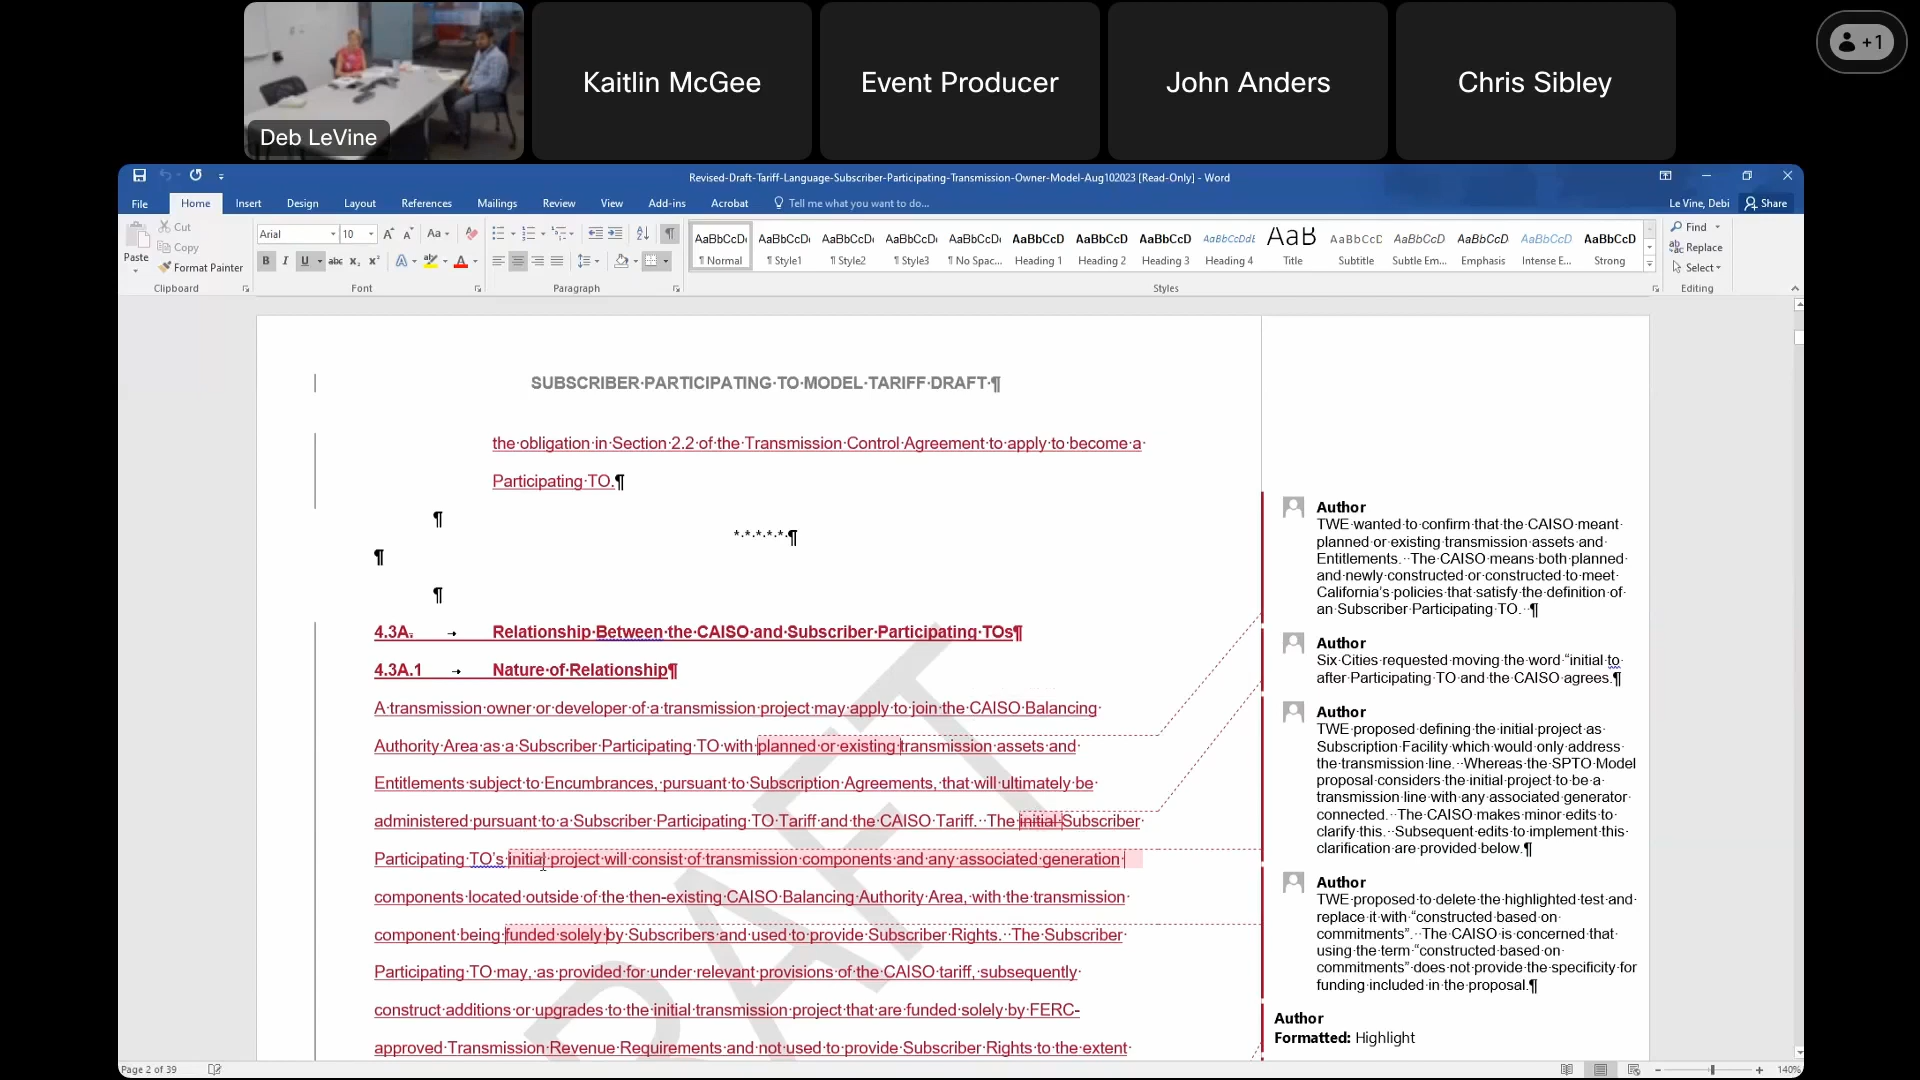 Deb LeVine
Kaitlin McGee
Event Producer
John Anders
Chris Sibley
+1
Revised-Draft-Tariff-Language-Subscriber-Participating-Transmission-Owner-Model-Aug102023 [Read-Only] - Word
File Home Insert Design Layout References Mailings Review View Add-ins Acrobat Tell me what you want to do... Le Vine, Debi Share
Paste
Cut
Copy
Format Painter
Clipboard
Arial 10
Font
Paragraph
AaBbCcDı AaBbCcDı AaBbCcDı AaBbCcDı AaBbCcDı AaBbCcD AaBbCcD AaBbCcD AaBbCcDdE AaB AaBbCcC AaBbCcD AaBbCcD AaBbCcD AaBbCcD
¶ Normal ¶ Style1 ¶ Style2 ¶ Style3 ¶ No Spac... Heading 1 Heading 2 Heading 3 Heading 4 Title Subtitle Subtle Em... Emphasis Intense E... Strong
Styles
Find
Replace
Select
Editing
SUBSCRIBER·PARTICIPATING·TO·MODEL·TARIFF·DRAFT·¶
the·obligation·in·Section·2.2·of·the·Transmission·Control·Agreement·to·apply·to·become·a·
Participating·TO.¶
¶
*·*·*·*·*·¶
¶
¶
4.3A. → Relationship·Between·the·CAISO·and·Subscriber·Participating·TOs¶
4.3A.1 → Nature·of·Relationship¶
A·transmission·owner·or·developer·of·a·transmission·project·may·apply·to·join·the·CAISO·Balancing·
Authority·Area·as·a·Subscriber·Participating·TO·with·planned·or·existing·transmission·assets·and·
Entitlements·subject·to·Encumbrances,·pursuant·to·Subscription·Agreements,·that·will·ultimately·be·
administered·pursuant·to·a·Subscriber·Participating·TO·Tariff·and·the·CAISO·Tariff.··The·initial·Subscriber·
Participating·TO's·initial·project·will·consist·of·transmission·components·and·any·associated·generation·
components·located·outside·of·the·then-existing·CAISO·Balancing·Authority·Area,·with·the·transmission·
component·being·funded·solely·by·Subscribers·and·used·to·provide·Subscriber·Rights.··The·Subscriber·
Participating·TO·may,·as·provided·for·under·relevant·provisions·of·the·CAISO·tariff,·subsequently·
construct·additions·or·upgrades·to·the·initial·transmission·project·that·are·funded·solely·by·FERC-
approved·Transmission·Revenue·Requirements·and·not·used·to·provide·Subscriber·Rights·to·the·extent·
DRAFT
Author
TWE·wanted·to·confirm·that·the·CAISO·meant·
planned·or·existing·transmission·assets·and·
Entitlements.··The·CAISO·means·both·planned·
and·newly·constructed·or·constructed·to·meet·
California's·policies·that·satisfy·the·definition·of·
an·Subscriber·Participating·TO.··¶
Author
Six·Cities·requested·moving·the·word·“initial·to·
after·Participating·TO·and·the·CAISO·agrees.¶
Author
TWE·proposed·defining·the·initial·project·as·
Subscription·Facility·which·would·only·address·
the·transmission·line.··Whereas·the·SPTO·Model·
proposal·considers·the·initial·project·to·be·a·
transmission·line·with·any·associated·generator·
connected.··The·CAISO·makes·minor·edits·to·
clarify·this.··Subsequent·edits·to·implement·this·
clarification·are·provided·below.¶
Author
TWE·proposed·to·delete·the·highlighted·test·and·
replace·it·with·“constructed·based·on·
commitments”.··The·CAISO·is·concerned·that·
using·the·term·“constructed·based·on·
commitments”·does·not·provide·the·specificity·for·
funding·included·in·the·proposal.¶
Author
Formatted: Highlight
Page 2 of 39
140%